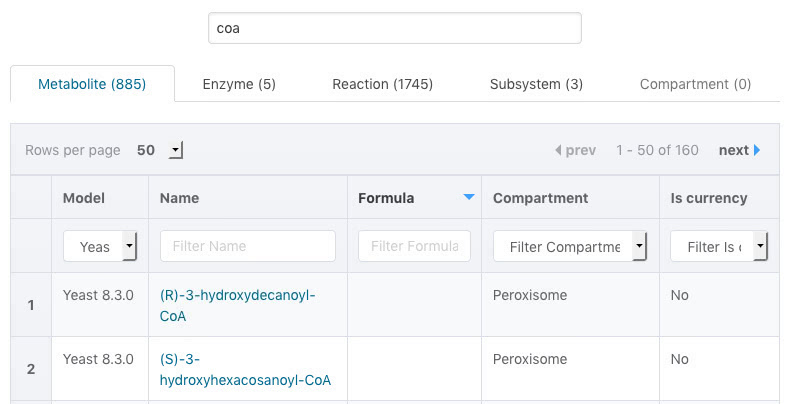 coa
Metabolite (885) Enzyme (5) Reaction (1745) Subsystem (3) Compartment (0)
Rows per page 50 prev 1 - 50 of 160 next
Model Name Formula Compartment Is currency
Yeas Filter Name Filter Formula Filter Compartme Filter Is c
1 Yeast 8.3.0 (R)-3-hydroxydecanoyl- Peroxisome No
CoA
2 Yeast 8.3.0 (S)-3- Peroxisome No
hydroxyhexacosanoyl-CoA